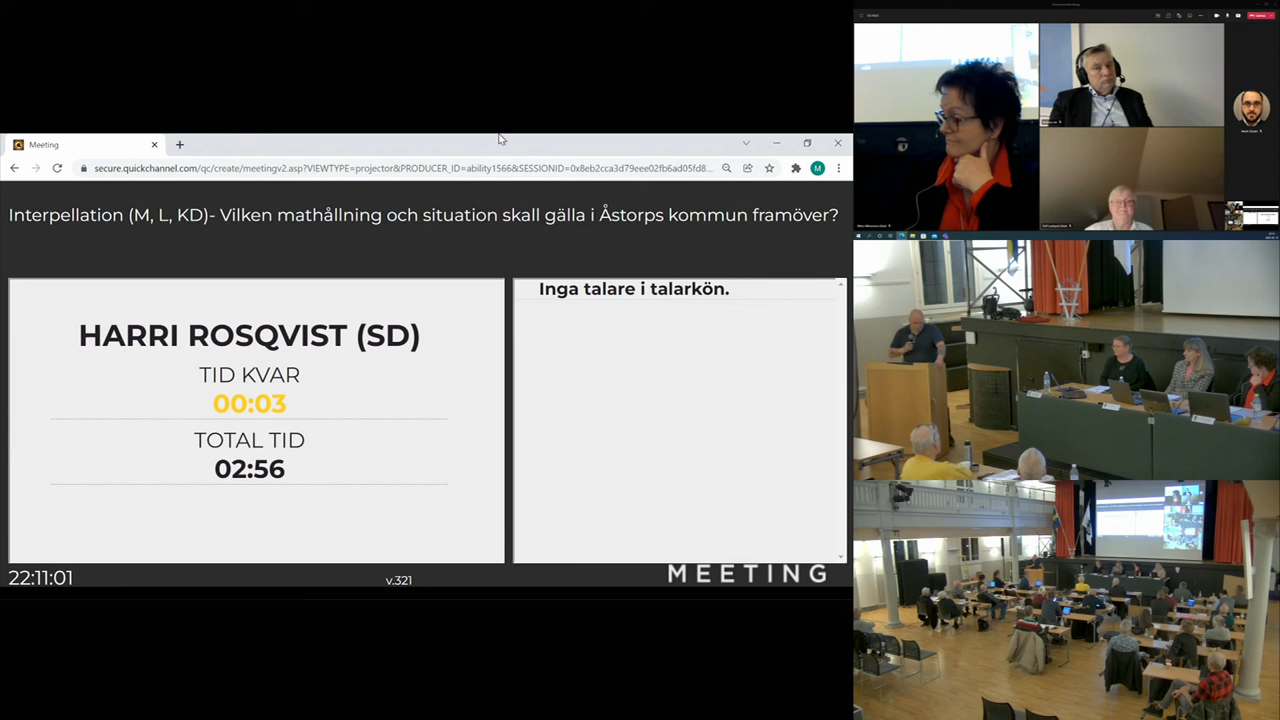 Meeting
secure.quickchannel.com/qc/create/meetingv2.asp?VIEWTYPE=projector&PRODUCER_ID=ability1566&SESSIONID=0x8eb2cca3d79eee02fb6ad05fd8...
M
Interpellation (M, L, KD)- Vilken mathållning och situation skall gälla i Åstorps kommun framöver?
HARRI ROSQVIST (SD)
TID KVAR
00:03
TOTAL TID
02:56
Inga talare i talarkön.
22:11:01
v.321
MEETING